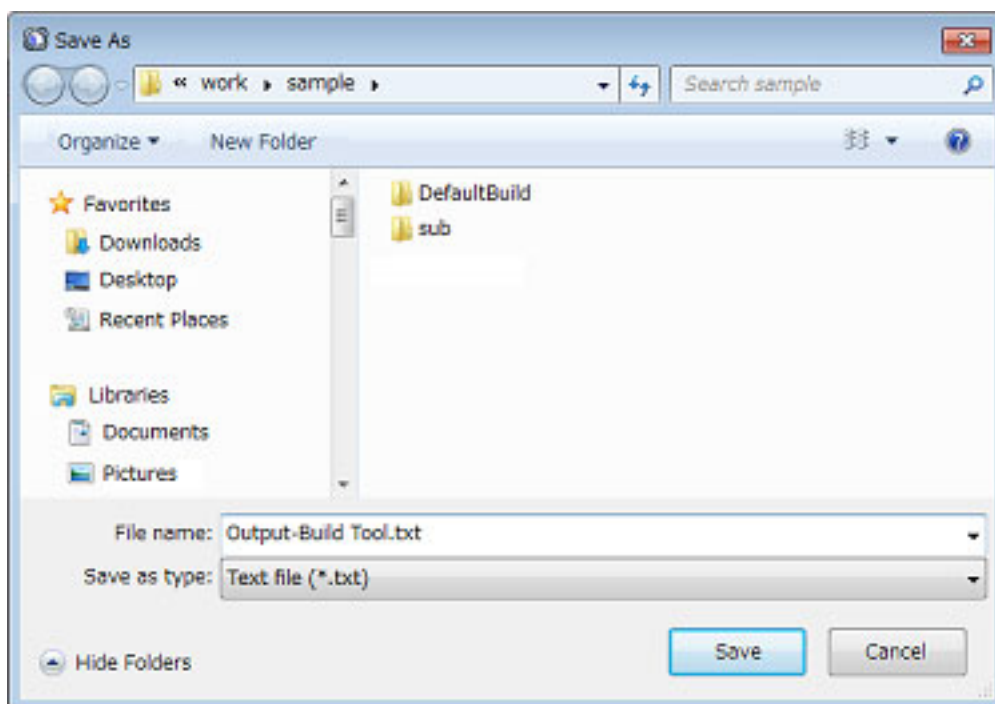 Save As
« work ▸ sample ▸
Search sample
Organize ▾ New Folder
Favorites
Downloads
Desktop
Recent Places
Libraries
Documents
Pictures
DefaultBuild
sub
File name: Output-Build Tool.txt
Save as type: Text file (*.txt)
Hide Folders
Save
Cancel